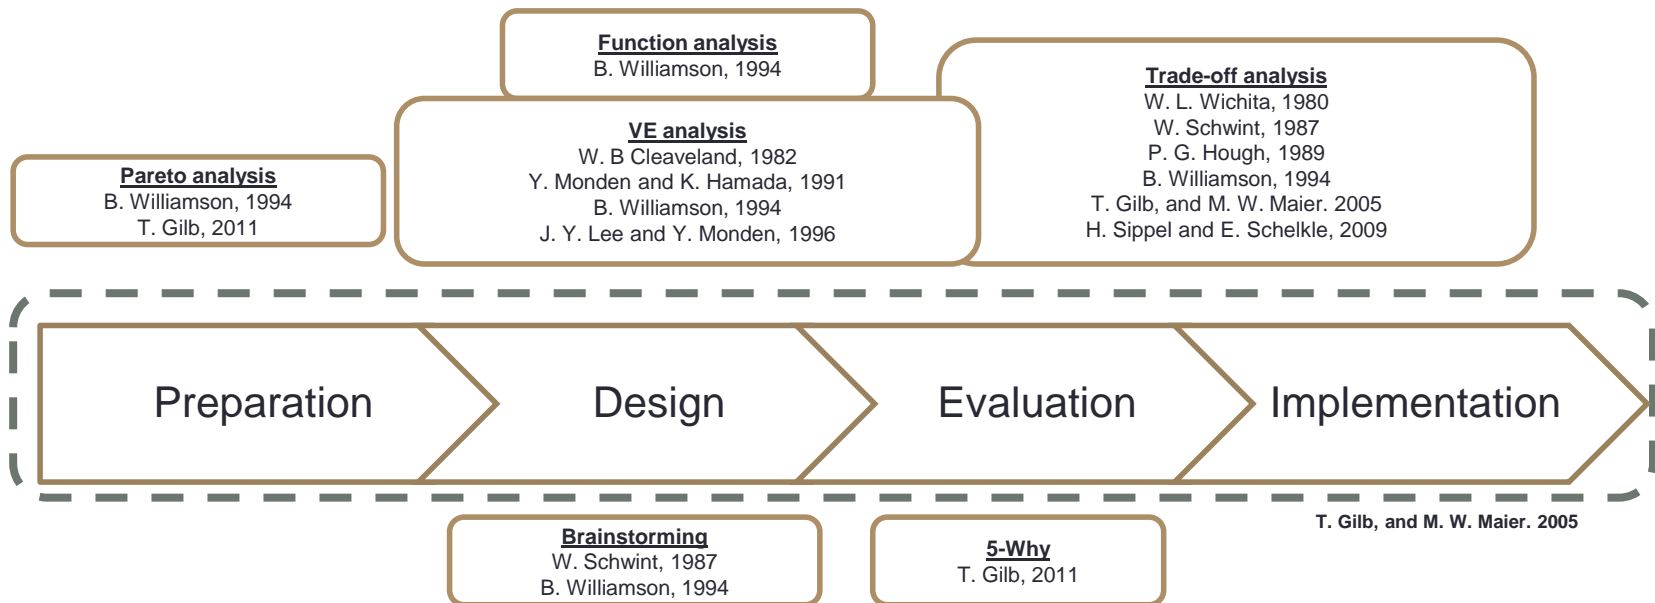 Function analysis
B. Williamson, 1994
Trade-off analysis
W. L. Wichita, 1980
W. Schwint, 1987
P. G. Hough, 1989
B. Williamson, 1994
T. Gilb, and M. W. Maier. 2005
H. Sippel and E. Schelkle, 2009
VE analysis
W. B Cleaveland, 1982
Y. Monden and K. Hamada, 1991
B. Williamson, 1994
J. Y. Lee and Y. Monden, 1996
Pareto analysis
B. Williamson, 1994
T. Gilb, 2011
Preparation
Design
Evaluation
Implementation
T. Gilb, and M. W. Maier. 2005
Brainstorming
W. Schwint, 1987
B. Williamson, 1994
5-Why
T. Gilb, 2011